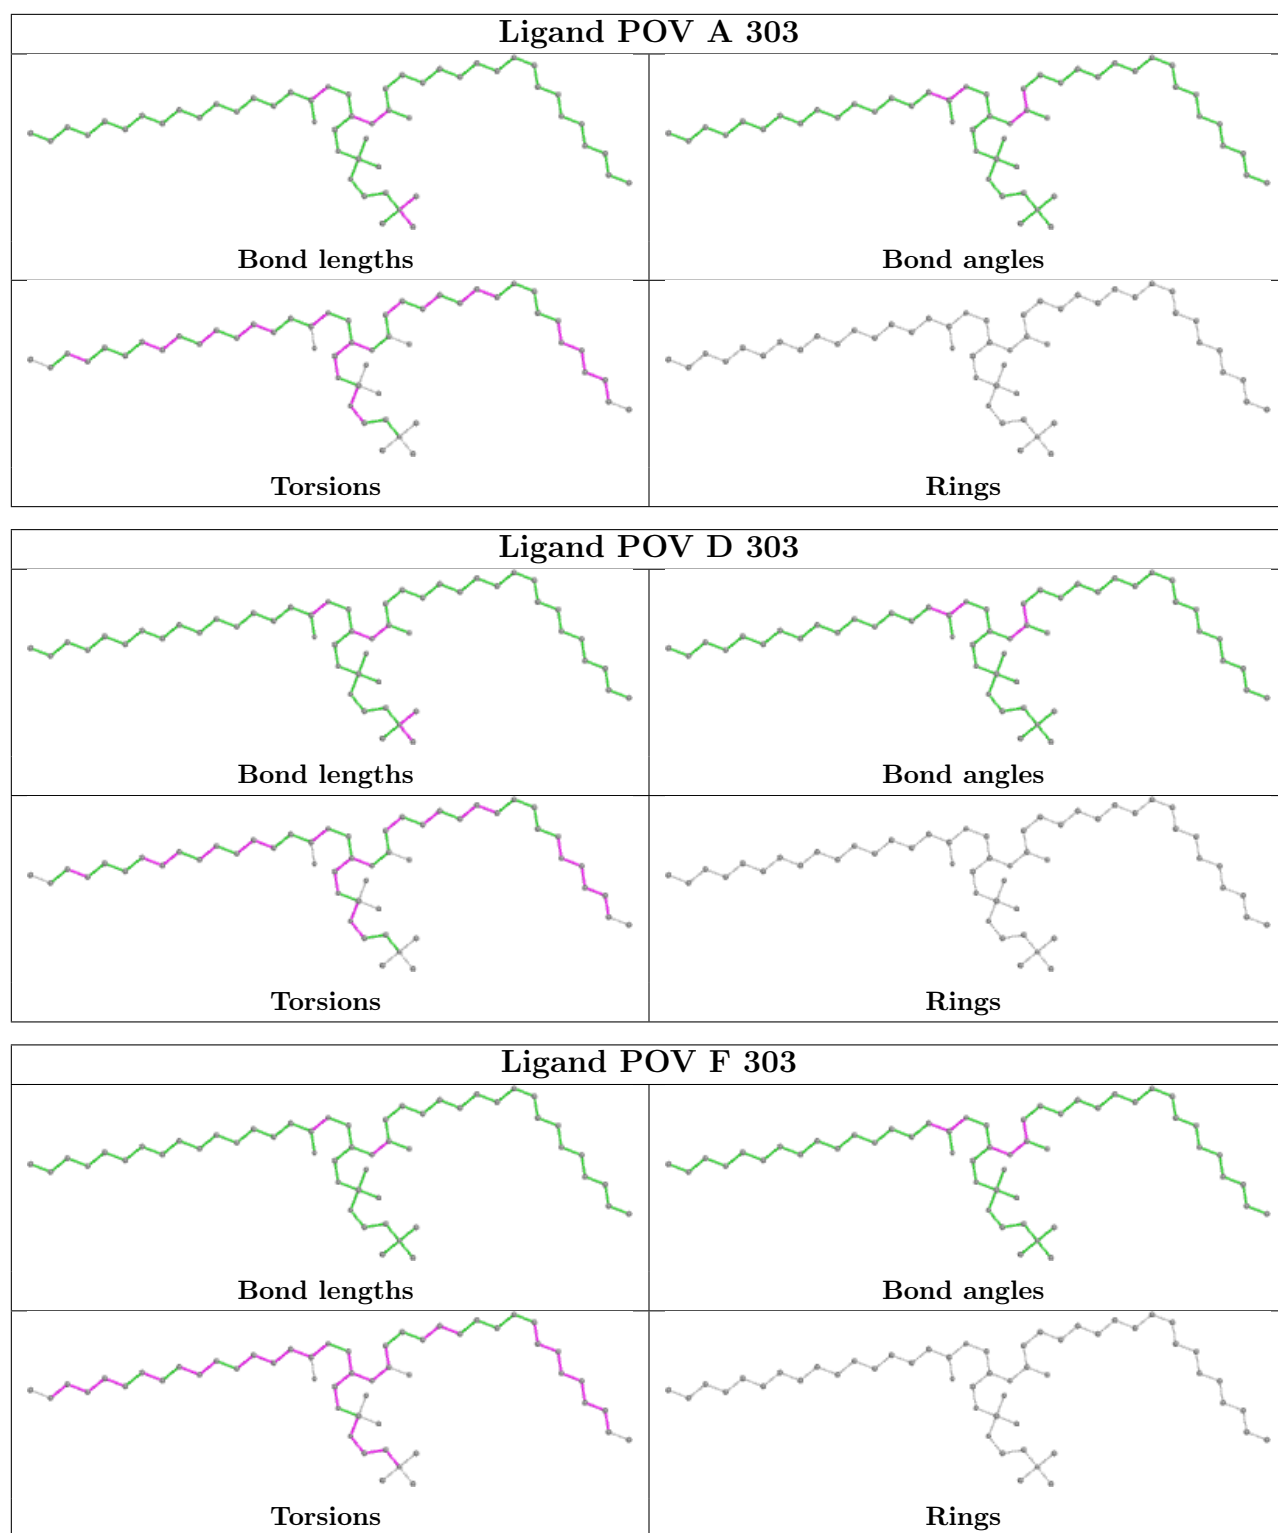 Ligand POV A 303
Bond lengths
Bond angles
Torsions
Rings
Ligand POV D 303
Bond lengths
Bond angles
Torsions
Rings
Ligand POV F 303
Bond lengths
Bond angles
Torsions
Rings